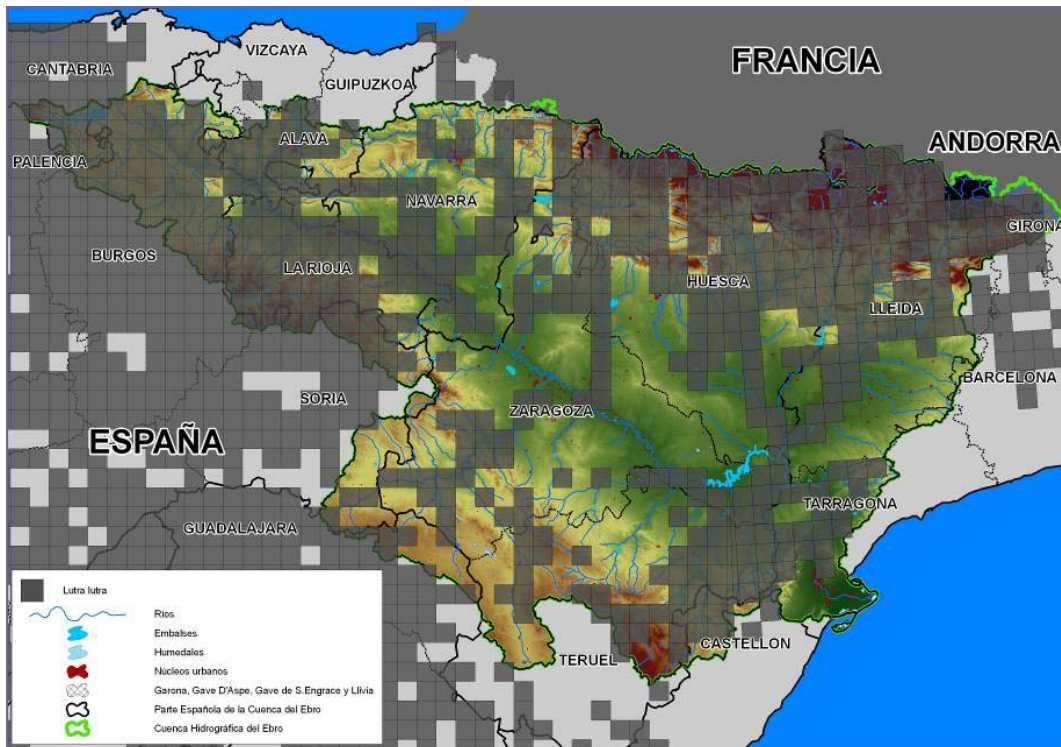 VIZCAYA
FRANCIA
CANTABRIA
GUIPUZKOA
ALAVA
ANDORRA
PALENCIA
NAVARRA
GIRONA
BURGOS
LA RIOJA
HUESCA
LLEIDA
BARCELONA
SORIA
ZARAGOZA
ESPAÑA
TARRAGONA
GUADALAJARA
CASTELLON
TERUEL
Lutra lutra
Rios
Embalses
Humedales
Núcleos urbanos
Garona, Gave D'Aspe, Gave de S.Engrace y Llívia
Parte Española de la Cuenca del Ebro
Cuenca Hidrográfica del Ebro